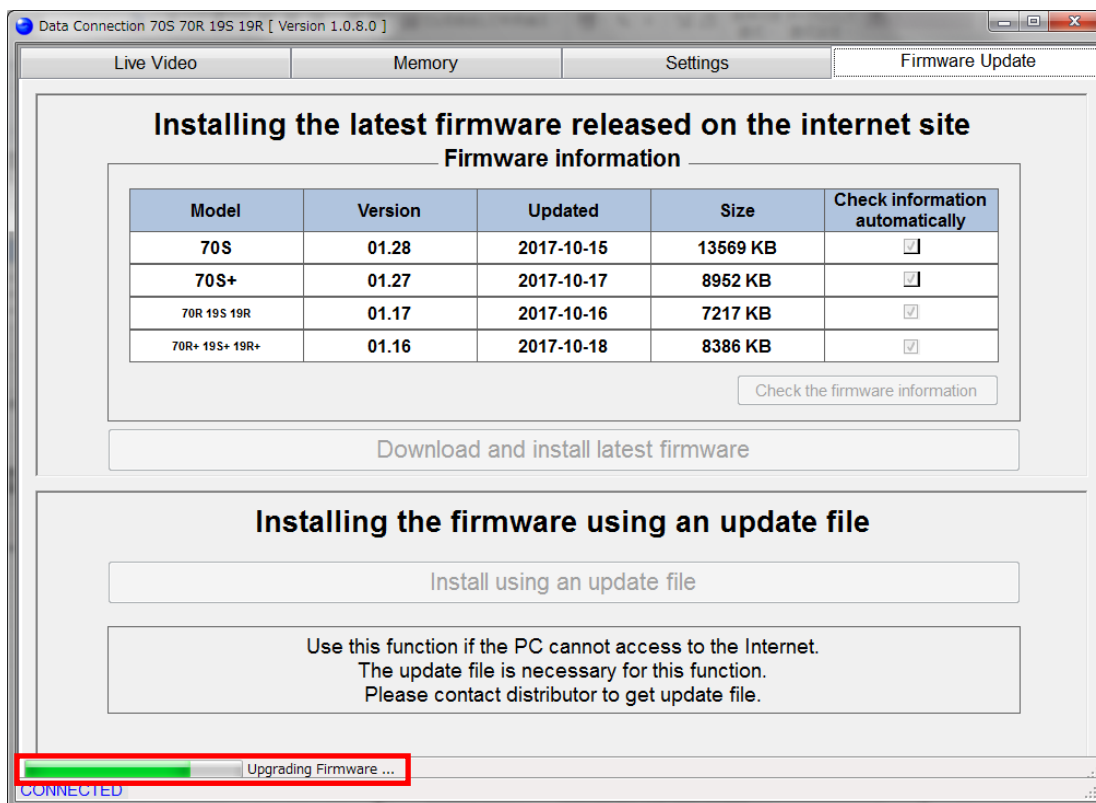 Data Connection 70S 70R 19S 19R [ Version 1.0.8.0 ]
Live Video Memory Settings Firmware Update
Installing the latest firmware released on the internet site
Firmware information
Model Version Updated Size Check information automatically
70S 01.28 2017-10-15 13569 KB
70S+ 01.27 2017-10-17 8952 KB
70R 19S 19R 01.17 2017-10-16 7217 KB
70R+ 19S+ 19R+ 01.16 2017-10-18 8386 KB
Check the firmware information
Download and install latest firmware
Installing the firmware using an update file
Install using an update file
Use this function if the PC cannot access to the Internet.
The update file is necessary for this function.
Please contact distributor to get update file.
Upgrading Firmware ...
CONNECTED